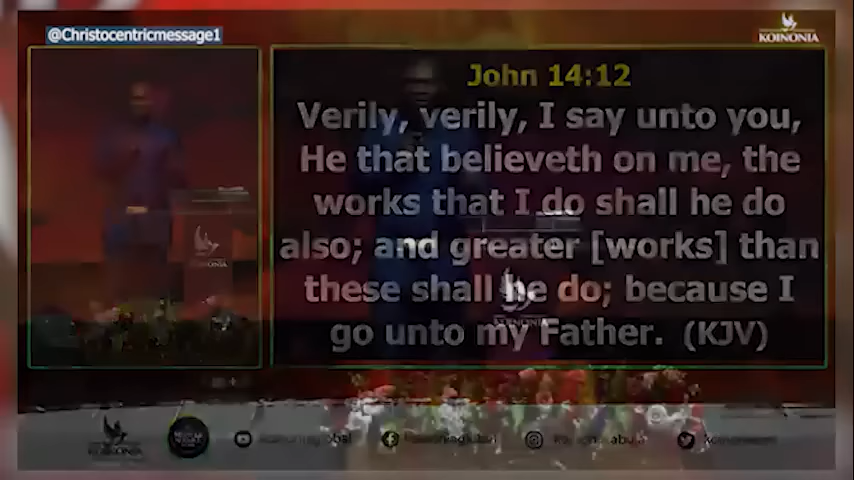 @Christocentricmessage1
KOINONIA
John 14:12
Verily, verily, I say unto you,
He that believeth on me, the
works that I do shall he do
also; and greater [works] than
these shall he do; because I
go unto my Father. (KJV)
KOINONIA